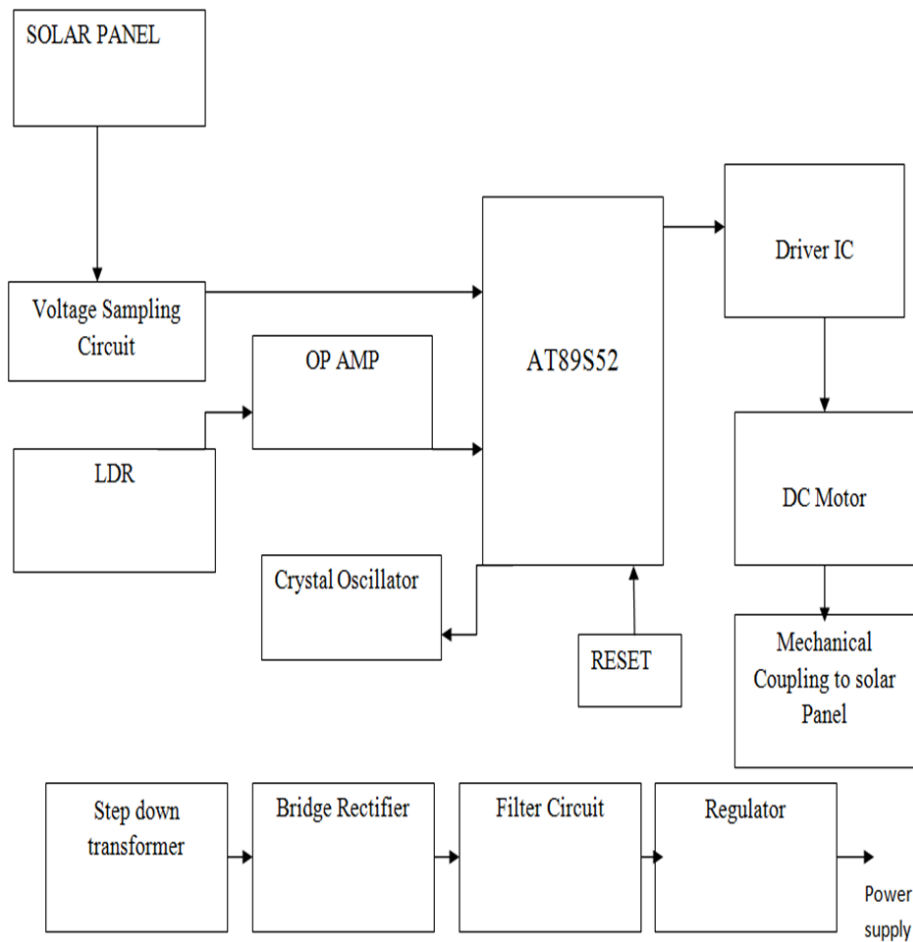 SOLAR PANEL
Voltage Sampling
Circuit
OP AMP
LDR
AT89S52
Driver IC
DC Motor
Crystal Oscillator
RESET
Mechanical
Coupling to solar
Panel
Step down
transformer
Bridge Rectifier
Filter Circuit
Regulator
Power
supply